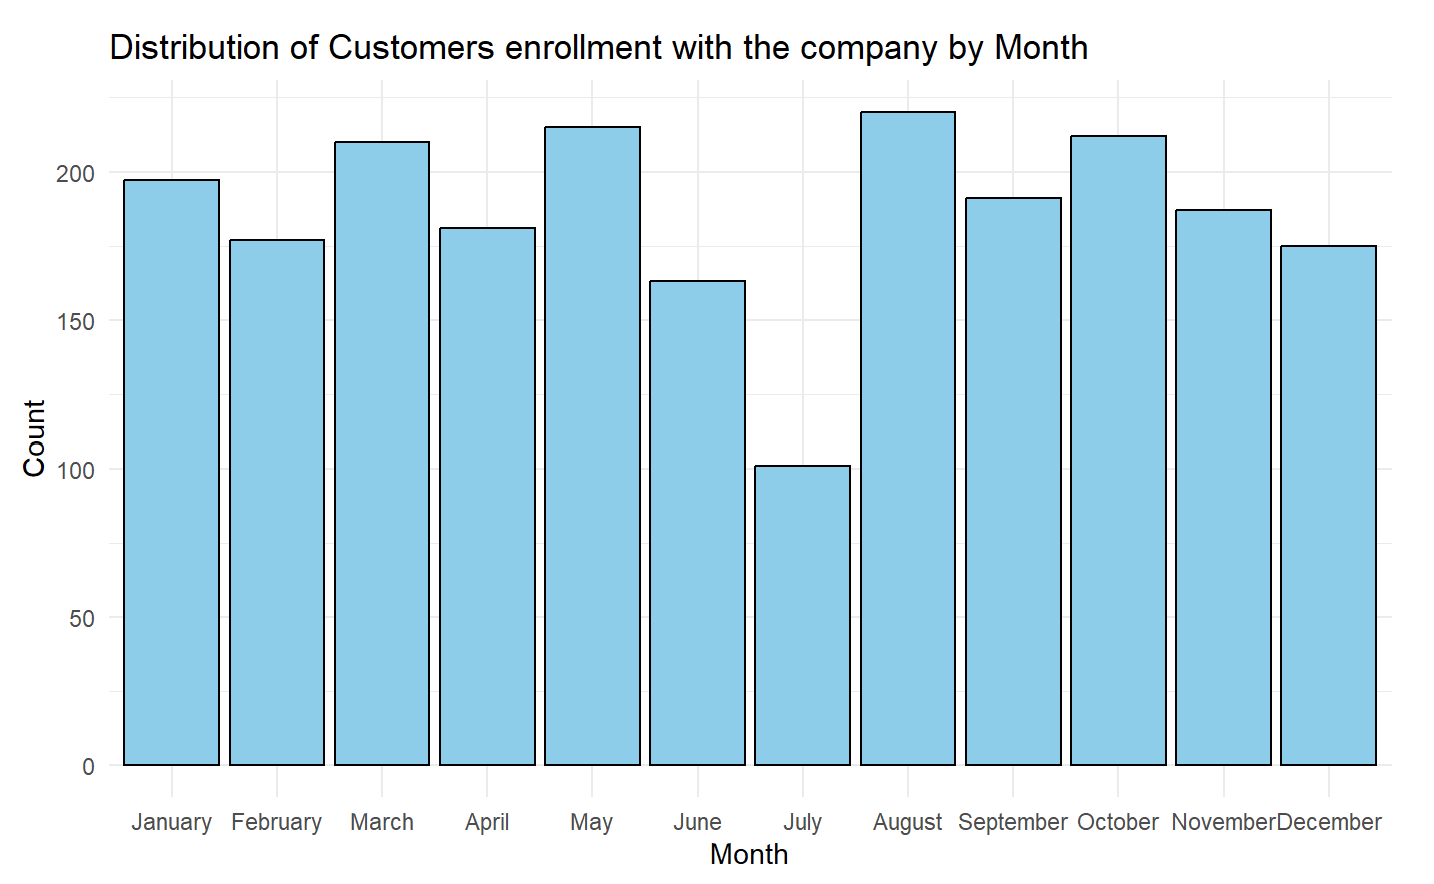 Distribution of Customers enrollment with the company by Month
200
150
100
50
0
Count
January February March April May June July August September October November December
Month